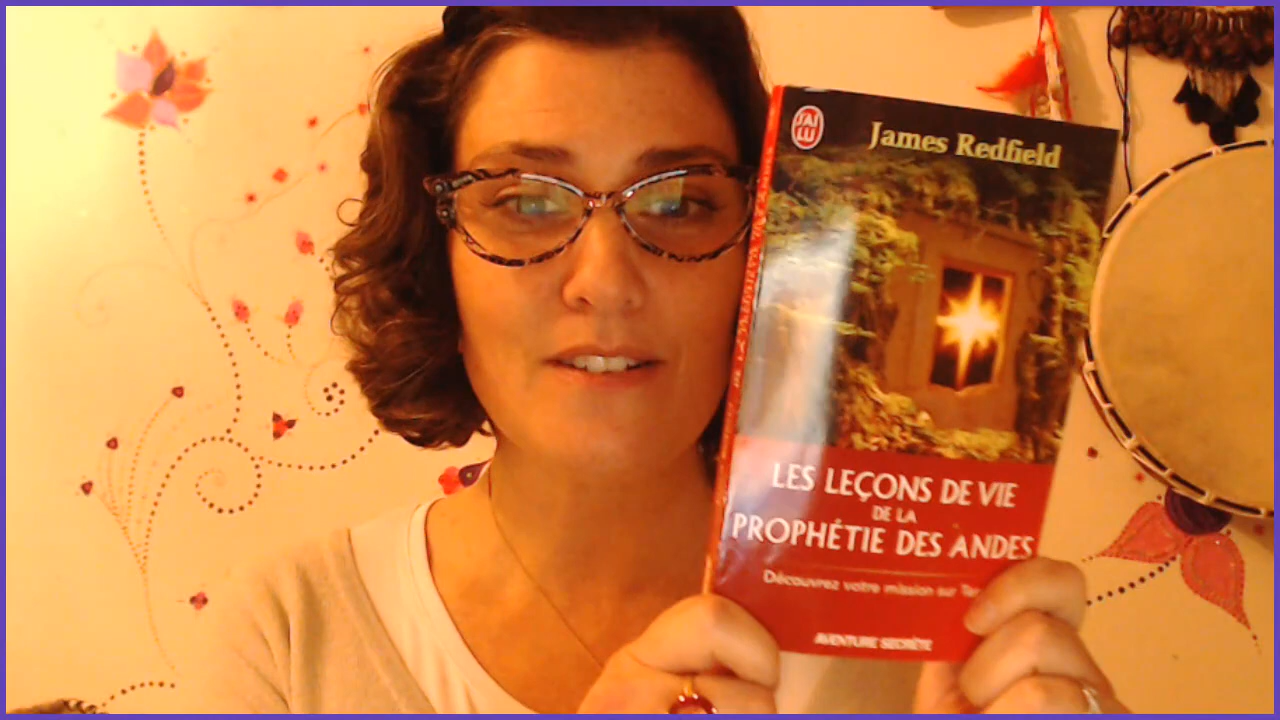 J'AI
LU
James Redfield
LES LEÇONS DE VIE
DE LA
PROPHÉTIE DES ANDES
Découvrez votre mission sur
AVENTURE SECRÈTE